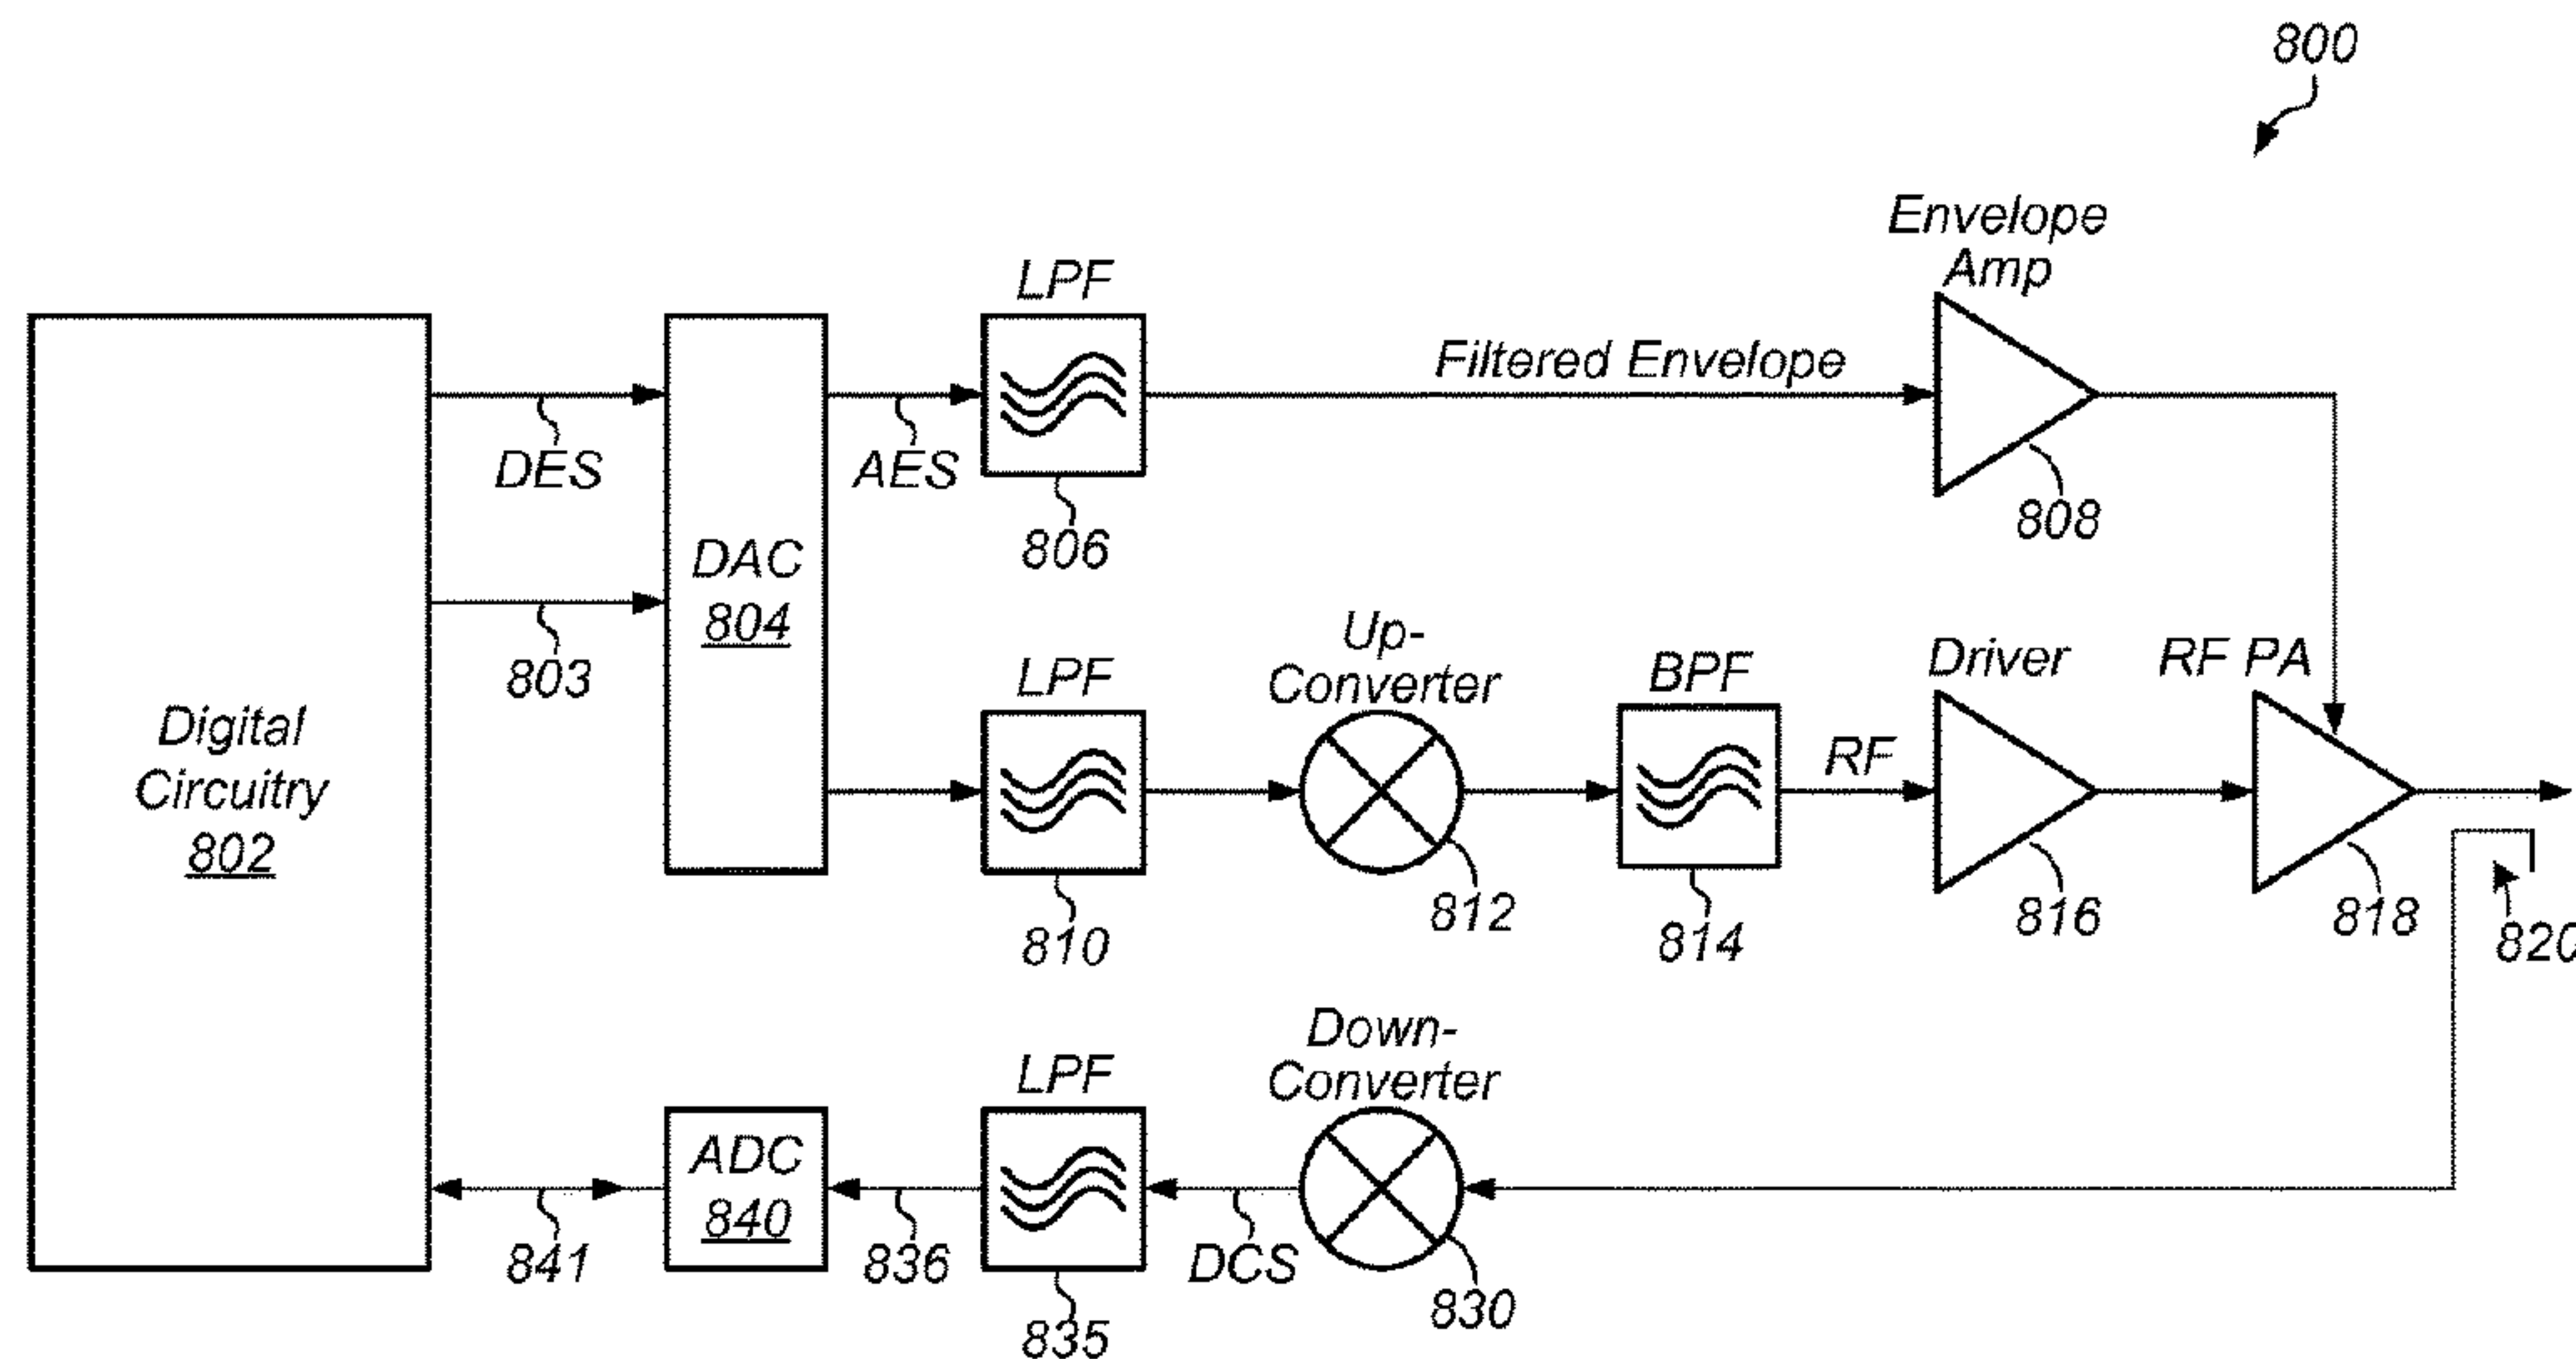 800
Envelope
Amp
LPF
Filtered Envelope
DES
AES
808
806
DAC
804
803
Up-
Converter
LPF
BPF
Driver
RF PA
RF
Digital
Circuitry
802
812
816
818
820
810
814
Down-
Converter
LPF
ADC
840
841
836
DCS
830
835